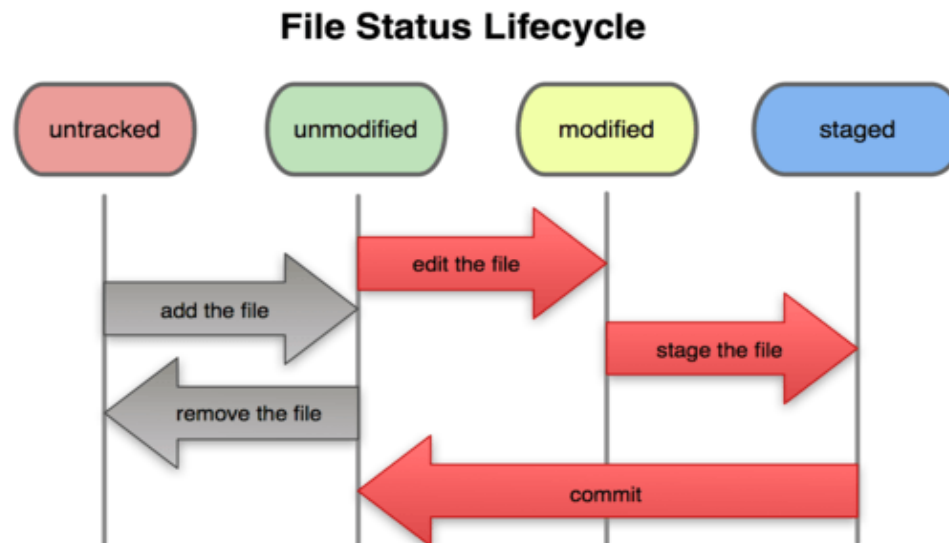 File Status Lifecycle
untracked
unmodified
modified
staged
edit the file
add the file
stage the file
remove the file
commit